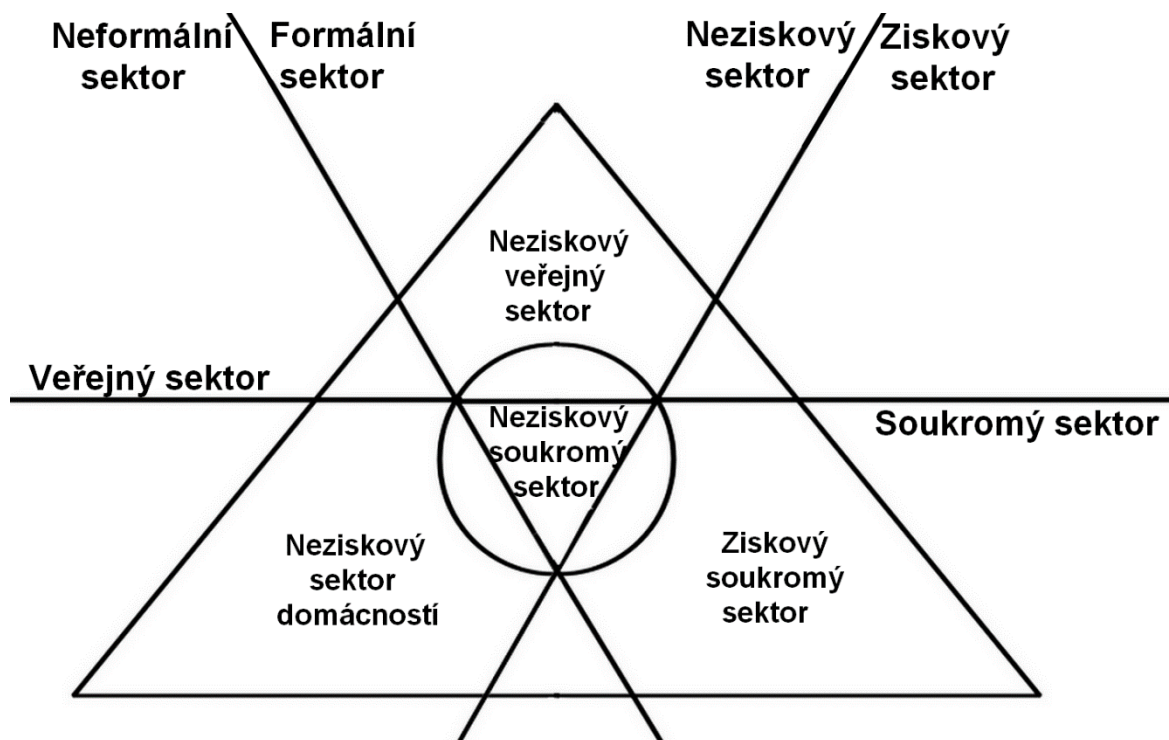 Neformální
sektor
Formální
sektor
Neziskový
sektor
Ziskový
sektor
Neziskový
veřejný
sektor
Veřejný sektor
Soukromý sektor
Neziskový
soukromý
sektor
Neziskový
sektor
domácností
Ziskový
soukromý
sektor